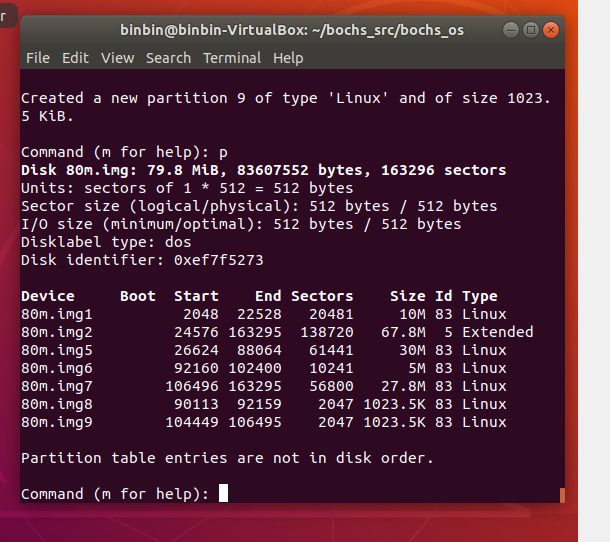 r
binbin@binbin-VirtualBox: ~/bochs_src/bochs_os
File Edit View Search Terminal Help
Created a new partition 9 of type 'Linux' and of size 1023.
5 KiB.
Command (m for help): p
Disk 80m.img: 79.8 MiB, 83607552 bytes, 163296 sectors
Units: sectors of 1 * 512 = 512 bytes
Sector size (logical/physical): 512 bytes / 512 bytes
I/O size (minimum/optimal): 512 bytes / 512 bytes
Disklabel type: dos
Disk identifier: 0xef7f5273
Device Boot Start End Sectors Size Id Type
80m.img1 2048 22528 20481 10M 83 Linux
80m.img2 24576 163295 138720 67.8M 5 Extended
80m.img5 26624 88064 61441 30M 83 Linux
80m.img6 92160 102400 10241 5M 83 Linux
80m.img7 106496 163295 56800 27.8M 83 Linux
80m.img8 90113 92159 2047 1023.5K 83 Linux
80m.img9 104449 106495 2047 1023.5K 83 Linux
Partition table entries are not in disk order.
Command (m for help):